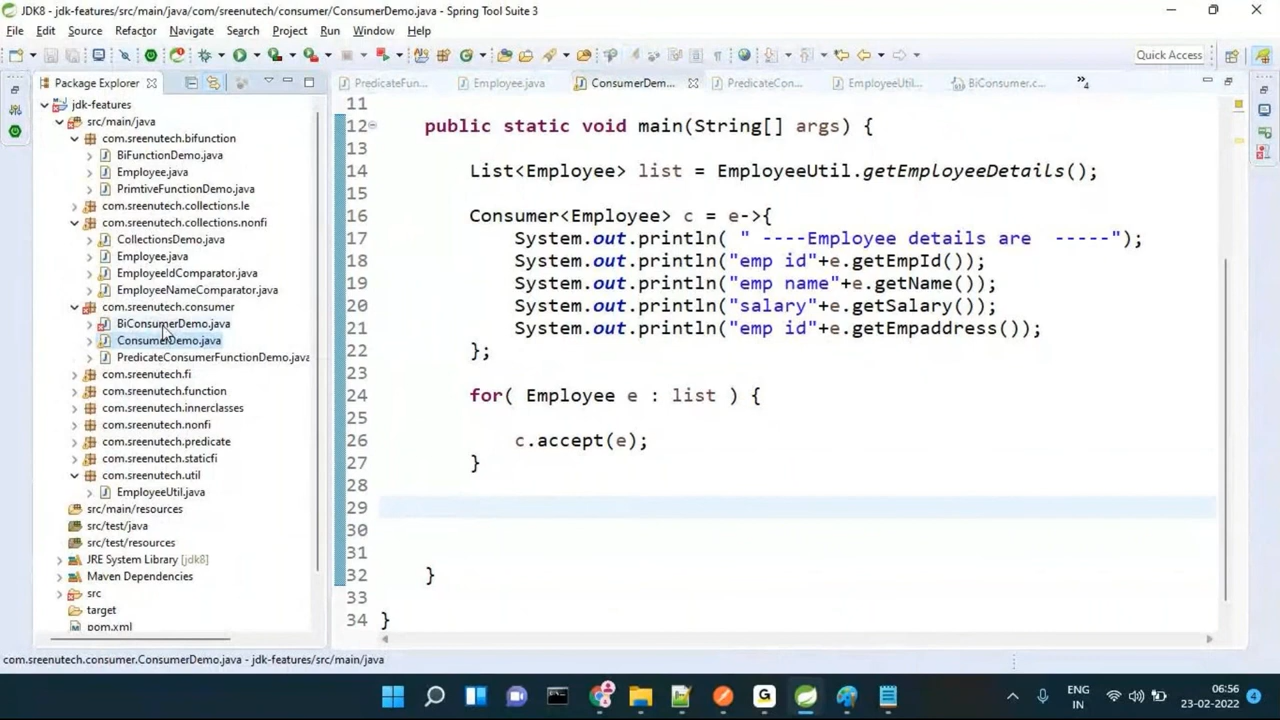 JDK8 - jdk-features/src/main/java/com/sreenutech/consumer/ConsumerDemo.java - Spring Tool Suite 3
File Edit Source Refactor Navigate Search Project Run Window Help
Quick Access
Package Explorer
PredicateFun...
Employee.java
ConsumerDem...
PredicateCon...
EmployeeUtil...
BiConsumer.c...
4
jdk-features
src/main/java
com.sreenutech.bifunction
BiFunctionDemo.java
Employee.java
PrimtiveFunctionDemo.java
com.sreenutech.collections.le
com.sreenutech.collections.nonfi
CollectionsDemo.java
Employee.java
EmployeeIdComparator.java
EmployeeNameComparator.java
com.sreenutech.consumer
BiConsumerDemo.java
ConsumerDemo.java
PredicateConsumerFunctionDemo.java
com.sreenutech.fi
com.sreenutech.function
com.sreenutech.innerclasses
com.sreenutech.nonfi
com.sreenutech.predicate
com.sreenutech.staticfi
com.sreenutech.util
EmployeeUtil.java
src/main/resources
src/test/java
src/test/resources
JRE System Library [jdk8]
Maven Dependencies
src
target
pom.xml
11
12 public static void main(String[] args) {
13
14 List<Employee> list = EmployeeUtil.getEmployeeDetails();
15
16 Consumer<Employee> c = e->{
17 System.out.println( " ----Employee details are -----");
18 System.out.println("emp id"+e.getEmpId());
19 System.out.println("emp name"+e.getName());
20 System.out.println("salary"+e.getSalary());
21 System.out.println("emp id"+e.getEmpaddress());
22 };
23
24 for( Employee e : list ) {
25
26 c.accept(e);
27 }
28
29
30
31
32 }
33
34 }
com.sreenutech.consumer.ConsumerDemo.java - jdk-features/src/main/java
ENG
IN
06:56
23-02-2022
4